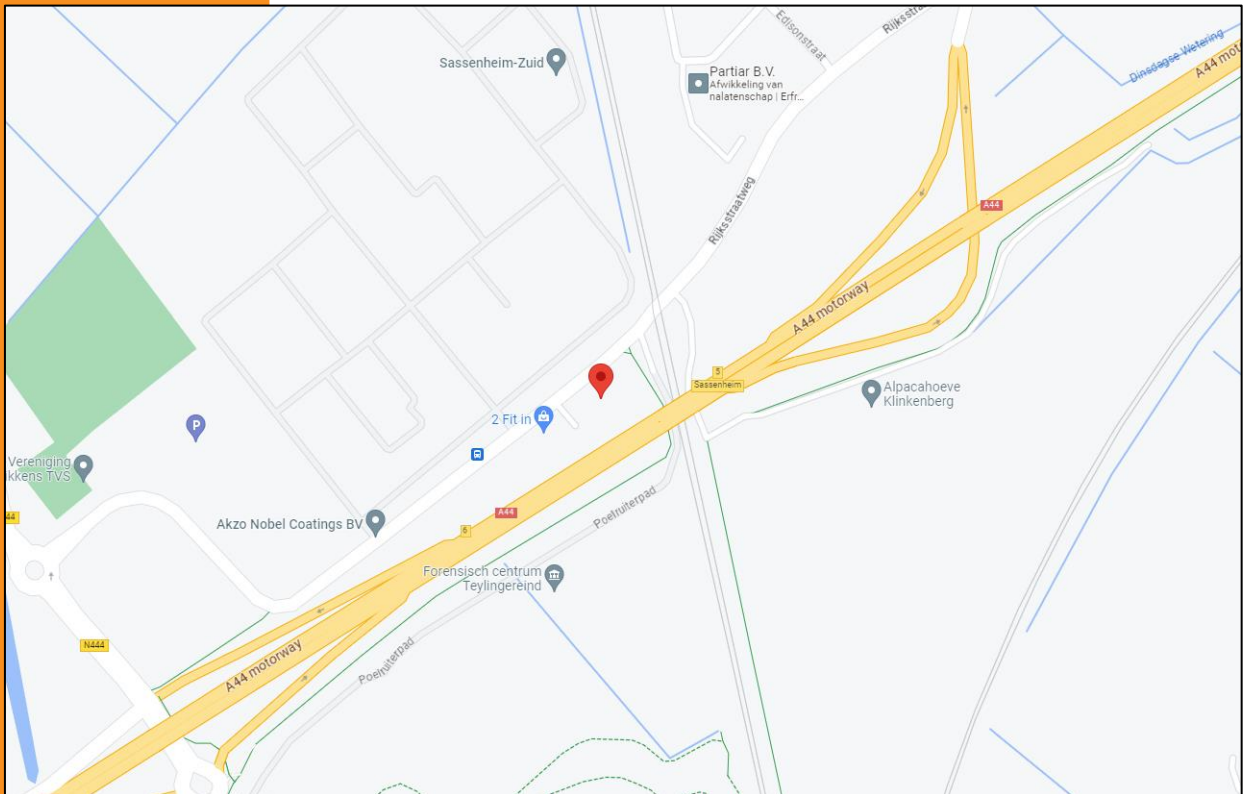 Sassenheim-Zuid
Edisonstraat
Rijksstra
Dinsdagse Wetering
A44 mot
Partiar B.V.
Afwikkeling van
nalatenschap | Erfr...
Rijksstraatweg
A44
A44 motorway
5
Sassenheim
Alpacahoeve
Klinkenberg
2 Fit in
P
Vereniging
ikkens TVS
44
Akzo Nobel Coatings BV
A44
6
Poelruiterpad
Forensisch centrum
Teylingereind
N444
A44 motorway
Poelruiterpad